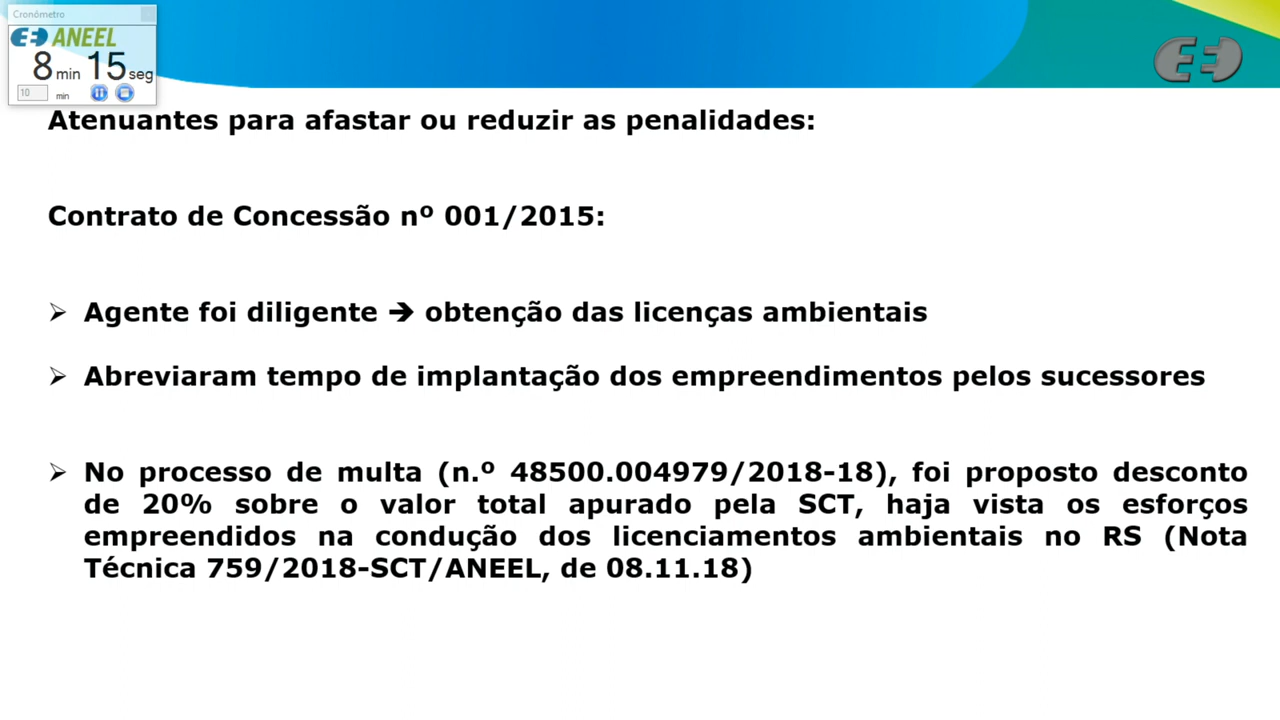 Cronômetro
ANEEL
8 min 15 seg
10 min
Atenuantes para afastar ou reduzir as penalidades:
Contrato de Concessão nº 001/2015:
➢ Agente foi diligente ➔ obtenção das licenças ambientais
➢ Abreviaram tempo de implantação dos empreendimentos pelos sucessores
➢ No processo de multa (n.º 48500.004979/2018-18), foi proposto desconto
de 20% sobre o valor total apurado pela SCT, haja vista os esforços
empreendidos na condução dos licenciamentos ambientais no RS (Nota
Técnica 759/2018-SCT/ANEEL, de 08.11.18)